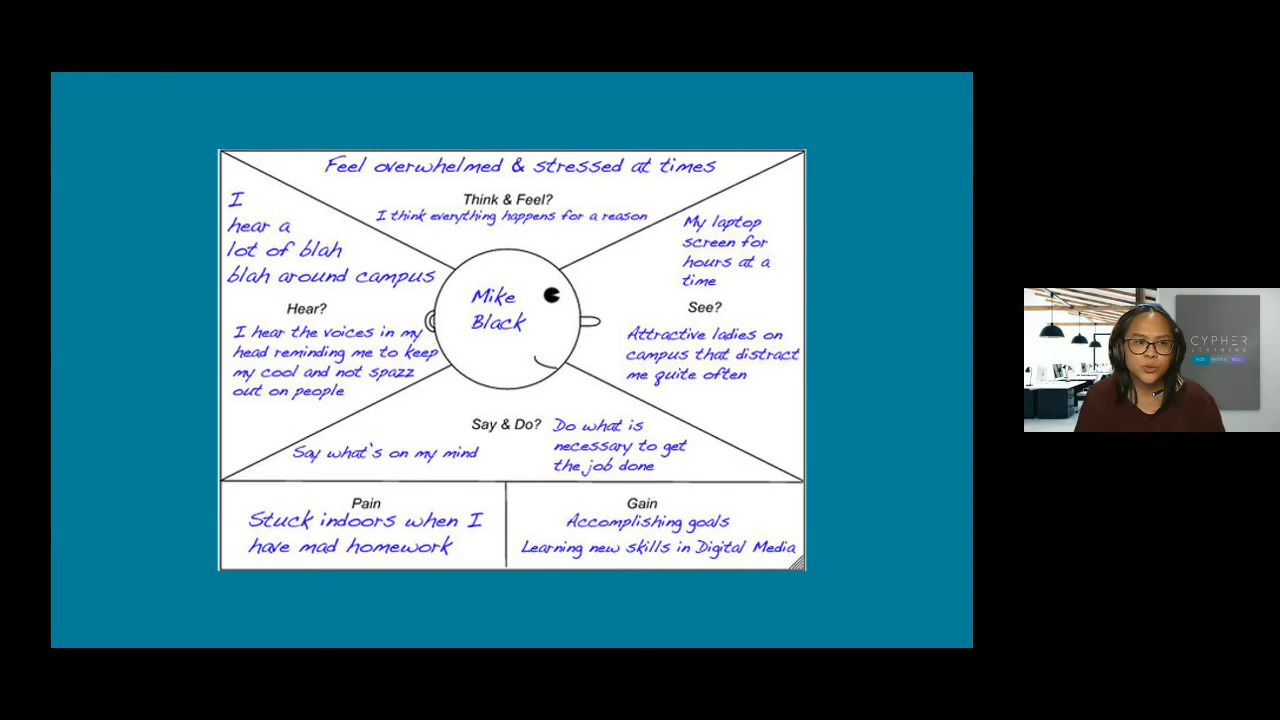 Feel overwhelmed & stressed at times
Think & Feel?
I think everything happens for a reason
I
hear a
lot of blah
blah around campus
Hear?
I hear the voices in my
head reminding me to keep
my cool and not spazz
out on people
Mike
Black
My laptop
screen for
hours at a
time
See?
Attractive ladies on
campus that distract
me quite often
Say & Do?
Say what's on my mind
Do what is
necessary to get
the job done
Pain
Stuck indoors when I
have mad homework
Gain
Accomplishing goals
Learning new skills in Digital Media
CYPHER
LEARNING